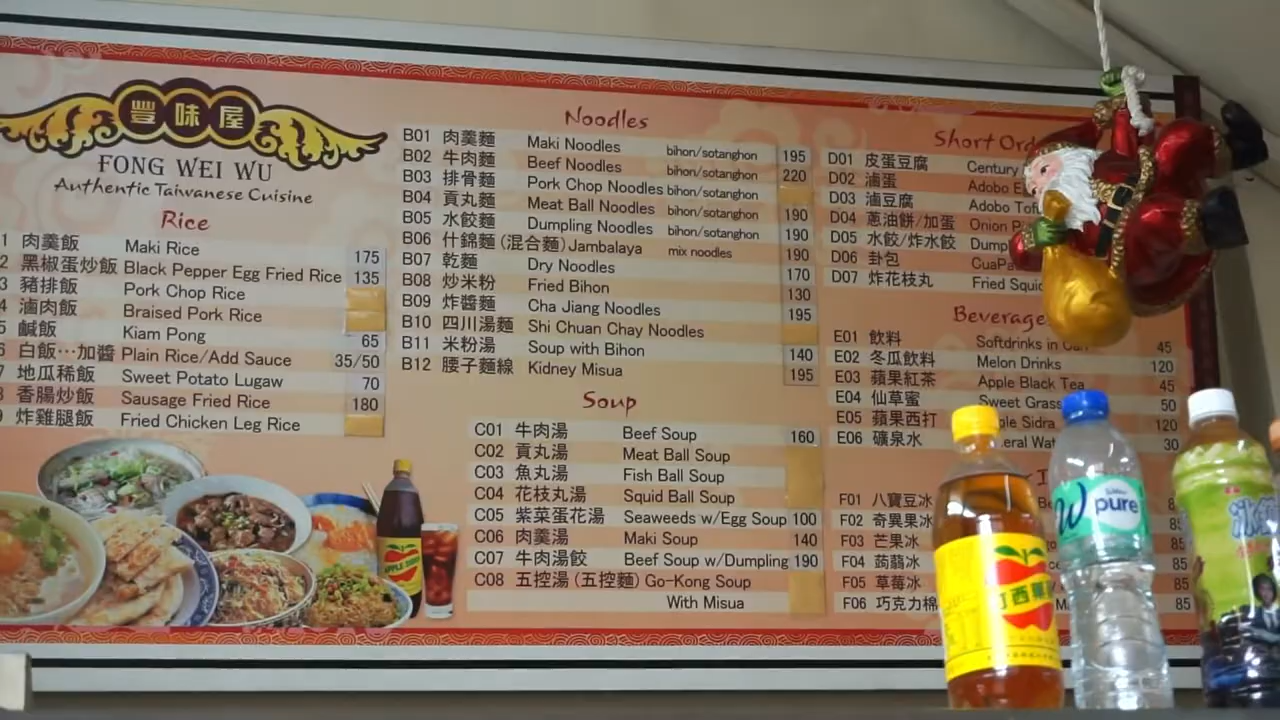 豐味屋
FONG WEI WU
Authentic Taiwanese Cuisine
Rice
1 肉羹飯 Maki Rice 175
2 黑椒蛋炒飯 Black Pepper Egg Fried Rice 135
3 豬排飯 Pork Chop Rice
4 滷肉飯 Braised Pork Rice
5 鹹飯 Kiam Pong 65
6 白飯…加醬 Plain Rice/Add Sauce 35/50
7 地瓜稀飯 Sweet Potato Lugaw 70
8 香腸炒飯 Sausage Fried Rice 180
9 炸雞腿飯 Fried Chicken Leg Rice
Noodles
B01 肉羹麵 Maki Noodles bihon/sotanghon 195
B02 牛肉麵 Beef Noodles bihon/sotanghon 220
B03 排骨麵 Pork Chop Noodles bihon/sotanghon
B04 貢丸麵 Meat Ball Noodles bihon/sotanghon 190
B05 水餃麵 Dumpling Noodles bihon/sotanghon 190
B06 什錦麵(混合麵) Jambalaya mix noodles 190
B07 乾麵 Dry Noodles 170
B08 炒米粉 Fried Bihon 130
B09 炸醬麵 Cha Jiang Noodles 195
B10 四川湯麵 Shi Chuan Chay Noodles
B11 米粉湯 Soup with Bihon 140
B12 腰子麵線 Kidney Misua 195
Soup
C01 牛肉湯 Beef Soup 160
C02 貢丸湯 Meat Ball Soup
C03 魚丸湯 Fish Ball Soup
C04 花枝丸湯 Squid Ball Soup
C05 紫菜蛋花湯 Seaweeds w/Egg Soup 100
C06 肉羹湯 Maki Soup 140
C07 牛肉湯餃 Beef Soup w/Dumpling 190
C08 五控湯(五控麵) Go-Kong Soup
With Misua
Short
D01 皮蛋豆腐 Century
D02 滷蛋 Adobo
D03 滷豆腐 Adobo
D04 蔥油餅/加蛋 Onion
D05 水餃/炸水餃
D06 卦包
D07 炸花枝丸 Fried
Beverage
E01 飲料 Softdrinks in Can 45
E02 冬瓜飲料 Melon Drinks 120
E03 蘋果紅茶 Apple Black Tea 45
E04 仙草蜜 Sweet Grass 50
E05 蘋果西打 Sidra 120
E06 礦泉水 30
F01 八寶豆冰
F02 奇異果冰
F03 芒果冰 85
F04 蒟蒻冰 85
F05 草莓冰 85
F06 巧克力棉 85
APPLE SIDRA
西
W pure